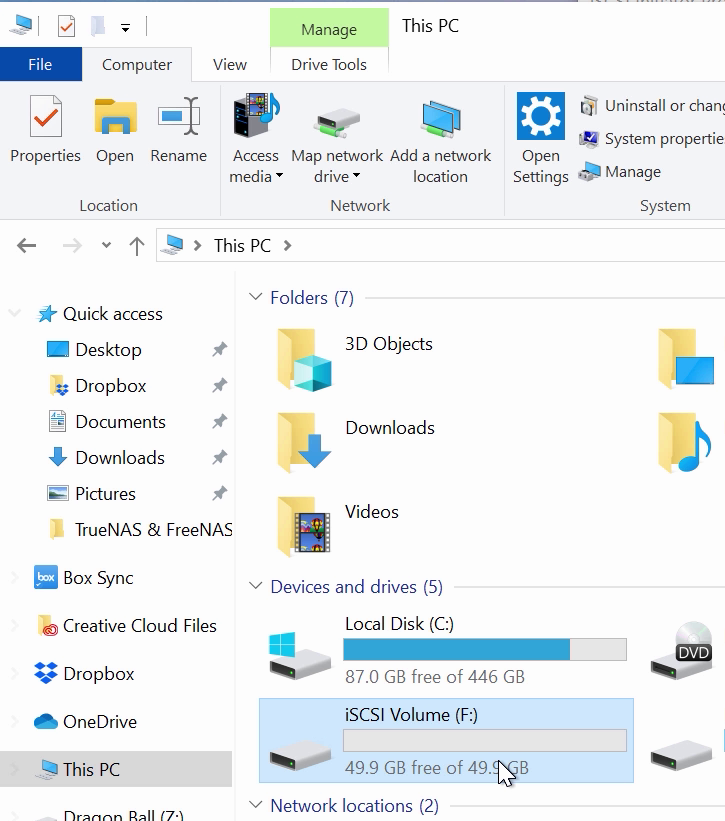 Manage
This PC
File
Computer
View
Drive Tools
Properties
Open
Rename
Access
media
Map network
drive
Add a network
location
Open
Settings
Uninstall or chang
System propertie
Manage
Location
Network
System
This PC
Quick access
Desktop
Dropbox
Documents
Downloads
Pictures
TrueNAS & FreeNAS
Box Sync
Creative Cloud Files
Dropbox
OneDrive
This PC
Dragon Ball (Z:)
Folders (7)
3D Objects
Downloads
Videos
Devices and drives (5)
Local Disk (C:)
87.0 GB free of 446 GB
DVD
iSCSI Volume (F:)
49.9 GB free of 49.9 GB
Network locations (2)
box